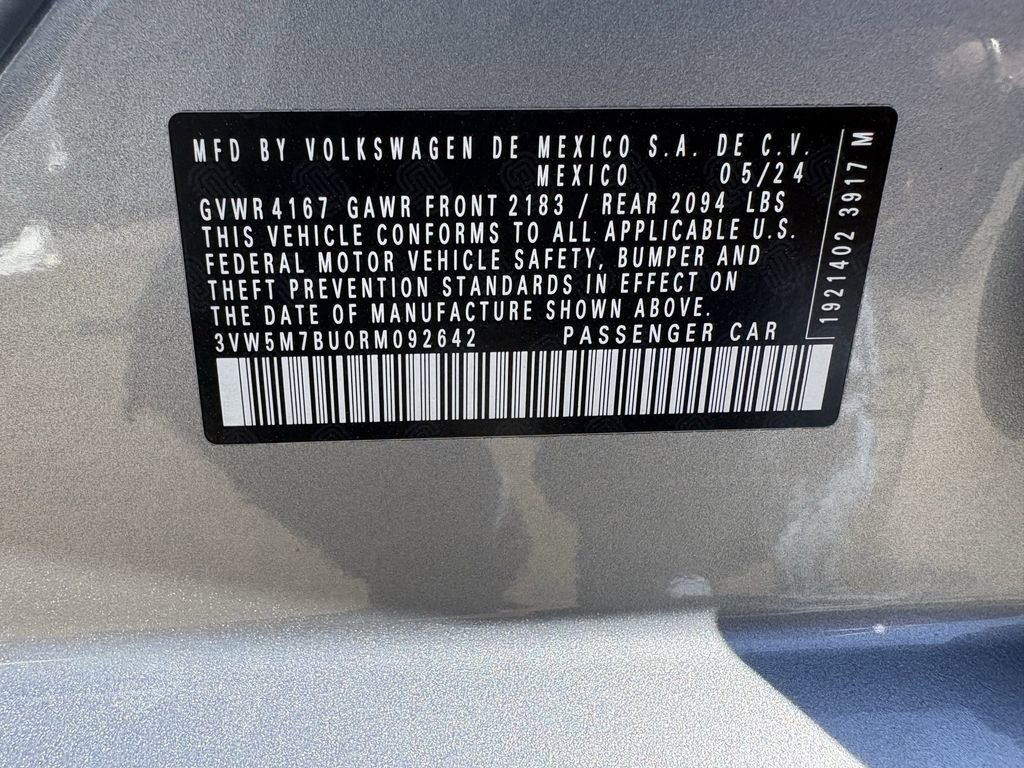 MFD BY VOLKSWAGEN DE MEXICO S.A. DE C.V.
MEXICO 05/24
GVWR 4167 GAWR FRONT 2183 / REAR 2094 LBS
THIS VEHICLE CONFORMS TO ALL APPLICABLE U.S.
FEDERAL MOTOR VEHICLE SAFETY, BUMPER AND
THEFT PREVENTION STANDARDS IN EFFECT ON
THE DATE OF MANUFACTURE SHOWN ABOVE.
3VW5M7BU0RM092642 PASSENGER CAR
1921402 3917 M